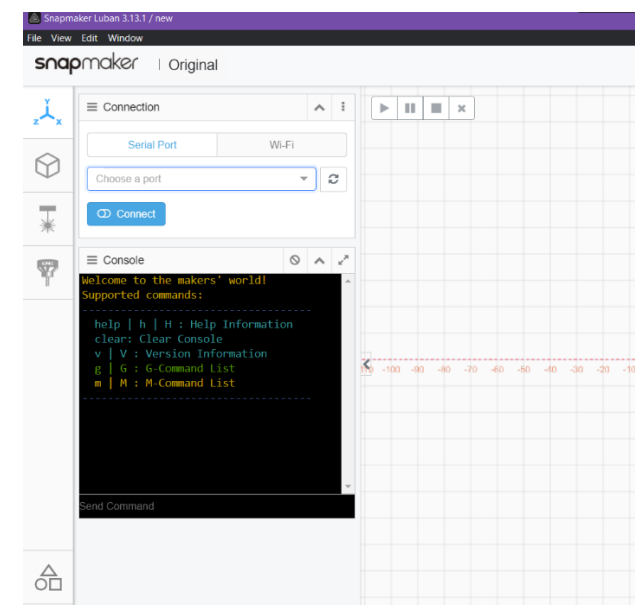 Snapmaker Luban 3.13.1 / new
File View Edit Window
snapmaker | Original
Connection
Serial Port Wi-Fi
Choose a port
Connect
Console
Welcome to the makers' world!
Supported commands:
------------------------------------
help | h | H : Help Information
clear: Clear Console
v | V : Version Information
g | G : G-Command List
m | M : M-Command List
------------------------------------
Send Command
-100 -90 -80 -70 -60 -50 -40 -30 -20 -10
Y
Z X